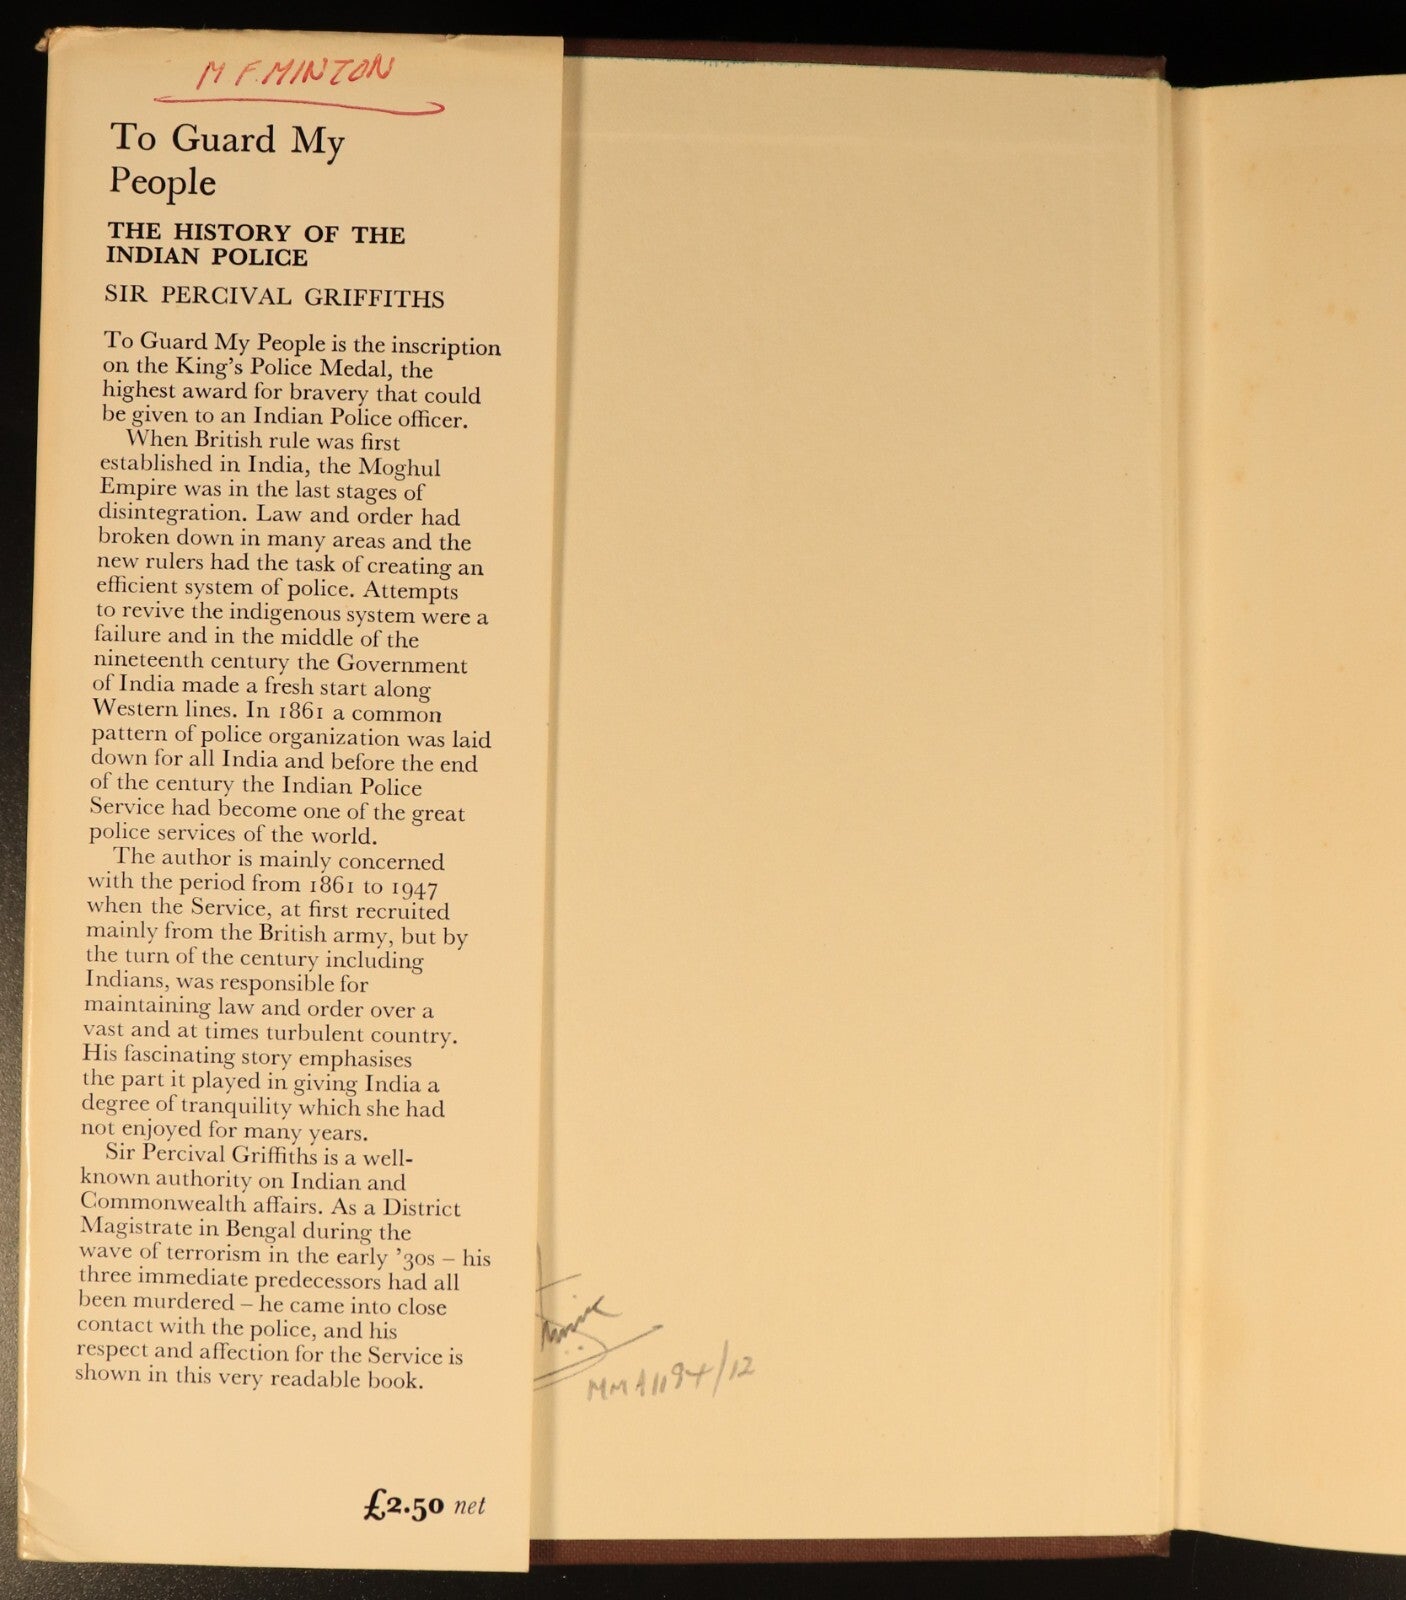 M F. MINTON
To Guard My
People
THE HISTORY OF THE
INDIAN POLICE
SIR PERCIVAL GRIFFITHS
To Guard My People is the inscription
on the King's Police Medal, the
highest award for bravery that could
be given to an Indian Police officer.
When British rule was first
established in India, the Moghul
Empire was in the last stages of
disintegration. Law and order had
broken down in many areas and the
new rulers had the task of creating an
efficient system of police. Attempts
to revive the indigenous system were a
failure and in the middle of the
nineteenth century the Government
of India made a fresh start along
Western lines. In 1861 a common
pattern of police organization was laid
down for all India and before the end
of the century the Indian Police
Service had become one of the great
police services of the world.
The author is mainly concerned
with the period from 1861 to 1947
when the Service, at first recruited
mainly from the British army, but by
the turn of the century including
Indians, was responsible for
maintaining law and order over a
vast and at times turbulent country.
His fascinating story emphasises
the part it played in giving India a
degree of tranquility which she had
not enjoyed for many years.
Sir Percival Griffiths is a well-
known authority on Indian and
Commonwealth affairs. As a District
Magistrate in Bengal during the
wave of terrorism in the early '30s – his
three immediate predecessors had all
been murdered – he came into close
contact with the police, and his
respect and affection for the Service is
shown in this very readable book.
£2.50 net